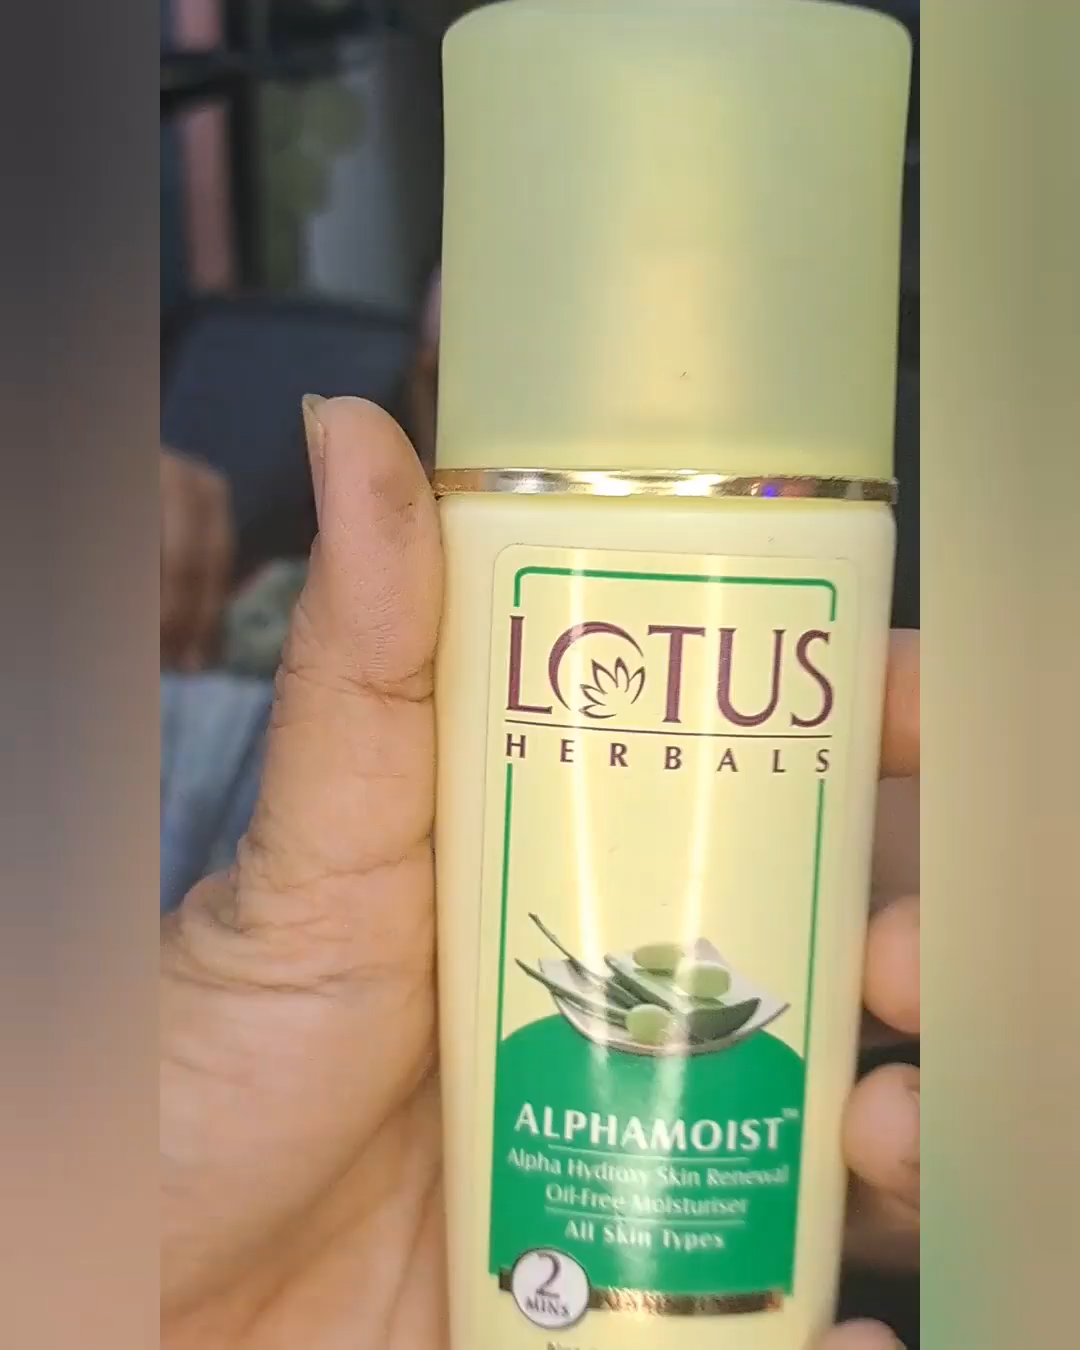 LOTUS
HERBALS
ALPHAMOIST™
Alpha Hydroxy Skin Renewal
Oil-Free Moisturiser
All Skin Types
2
MINS